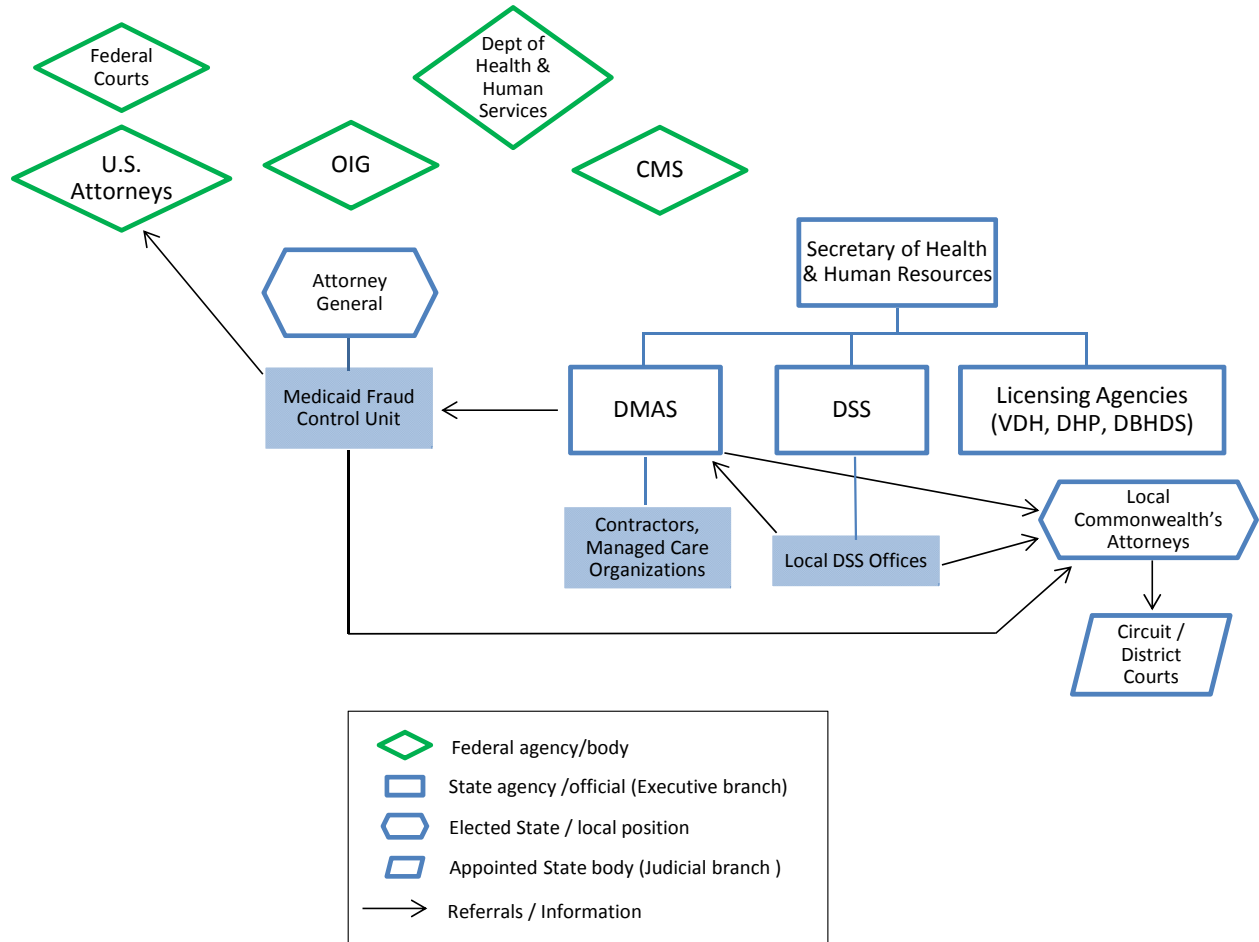 Federal
Courts
Dept of
Health &
Human
Services
U.S.
Attorneys
OIG
CMS
Secretary of Health
& Human Resources
Attorney
General
Medicaid Fraud
Control Unit
DMAS
DSS
Licensing Agencies
(VDH, DHP, DBHDS)
Contractors,
Managed Care
Organizations
Local DSS Offices
Local
Commonwealth’s
Attorneys
Circuit /
District
Courts
Federal agency/body
State agency /official (Executive branch)
Elected State / local position
Appointed State body (Judicial branch )
Referrals / Information